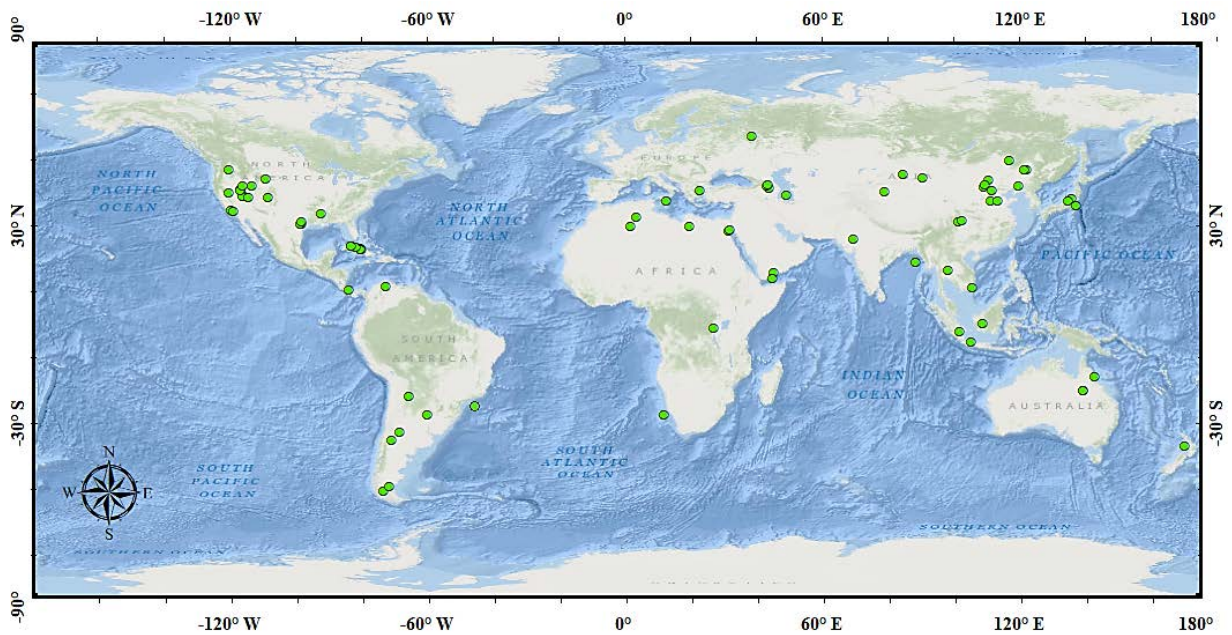 -120° W -60° W 0° 60° E 120° E 180°
90°
90°
NORTH
AMERICA
EUROPE
ASIA
NORTH
PACIFIC
OCEAN
NORTH
ATLANTIC
OCEAN
30° N
30° N
PACIFIC OCEAN
AFRICA
SOUTH
AMERICA
INDIAN
OCEAN
AUSTRALIA
-30° S
-30° S
SOUTH
PACIFIC
OCEAN
SOUTH
ATLANTIC
OCEAN
N
W E
S
SOUTHERN OCEAN
SOUTHERN OCEAN
-90°
-90°
-120° W -60° W 0° 60° E 120° E 180°